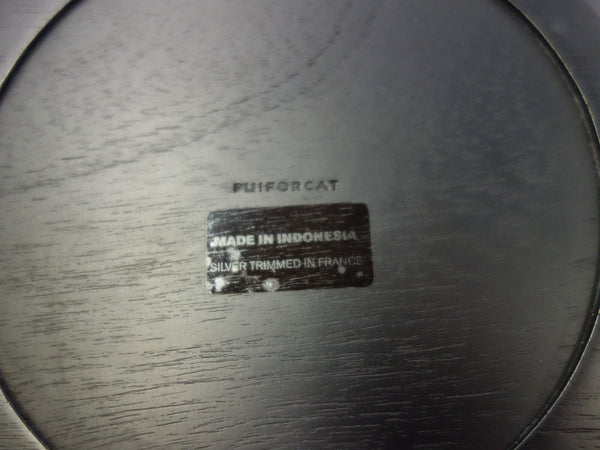 PUIFORCAT
MADE IN INDONESIA
SILVER TRIMMED IN FRANCE